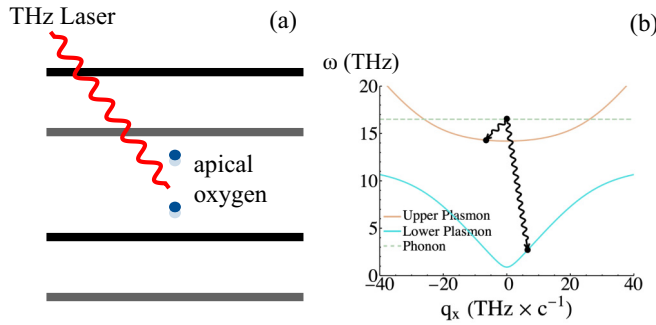 THz Laser
(a)
apical
oxygen
(b)
ω (THz)
20
15
10
5
0
Upper Plasmon
Lower Plasmon
Phonon
−40 −20 0 20 40
qₓ (THz × c⁻¹)